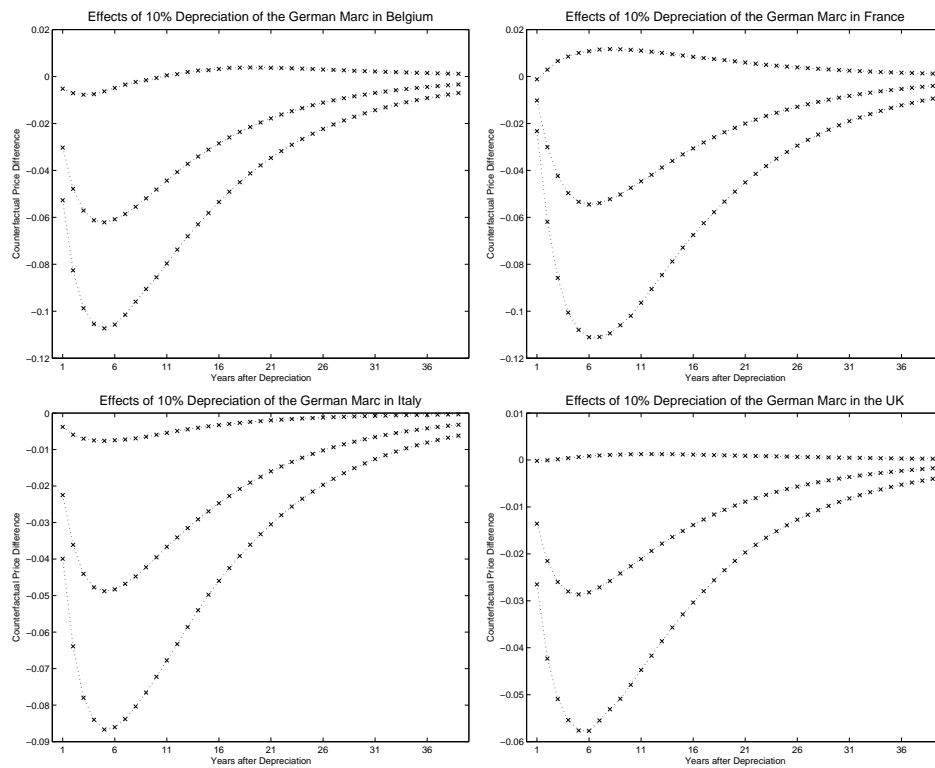 Effects of 10% Depreciation of the German Marc in Belgium
0.02
0
−0.02
−0.04
−0.06
−0.08
−0.1
−0.12
Counterfactual Price Difference
1 6 11 16 21 26 31 36
Years after Depreciation
Effects of 10% Depreciation of the German Marc in France
0.02
0
−0.02
−0.04
−0.06
−0.08
−0.1
−0.12
Counterfactual Price Difference
1 6 11 16 21 26 31 36
Years after Depreciation
Effects of 10% Depreciation of the German Marc in Italy
0
−0.01
−0.02
−0.03
−0.04
−0.05
−0.06
−0.07
−0.08
−0.09
Counterfactual Price Difference
1 6 11 16 21 26 31 36
Years after Depreciation
Effects of 10% Depreciation of the German Marc in the UK
0.01
0
−0.01
−0.02
−0.03
−0.04
−0.05
−0.06
Counterfactual Price Difference
1 6 11 16 21 26 31 36
Years after Depreciation